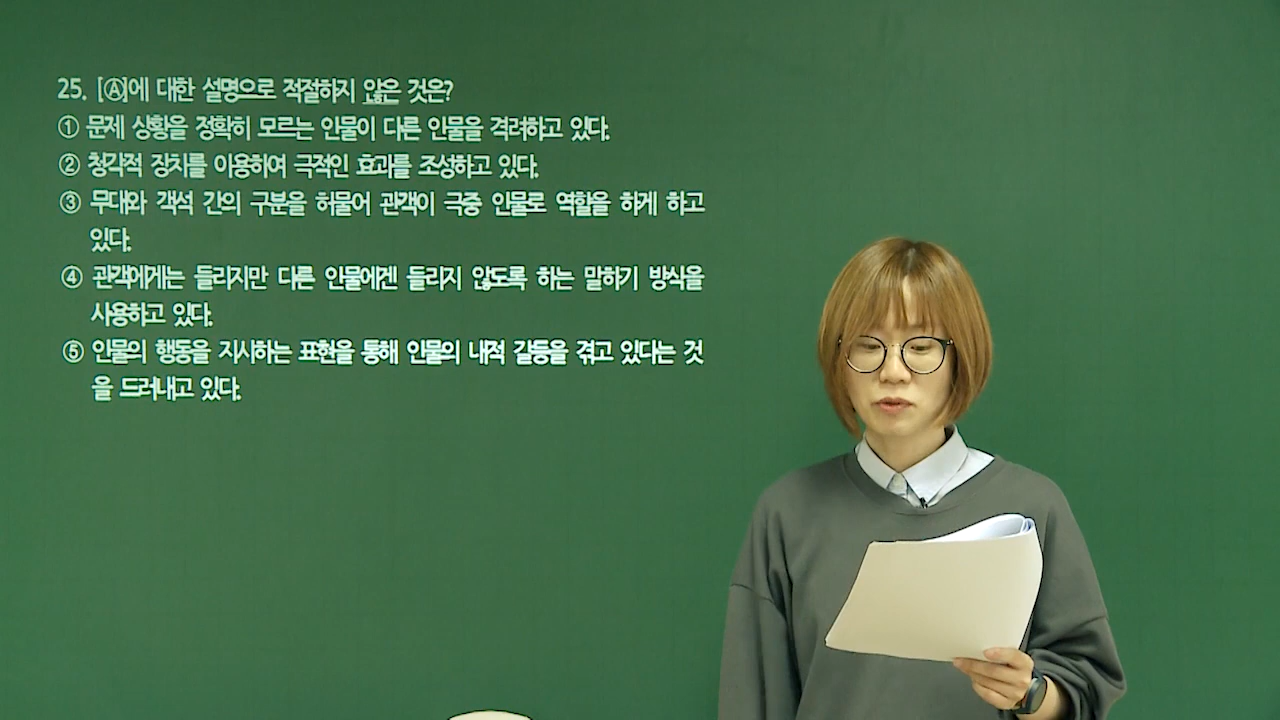 25. [Ⓐ]에 대한 설명으로 적절하지 않은 것은?
① 문제 상황을 정확히 모르는 인물이 다른 인물을 격려하고 있다.
② 청각적 장치를 이용하여 극적인 효과를 조성하고 있다.
③ 무대와 객석 간의 구분을 허물어 관객이 극중 인물로 역할을 하게 하고
있다.
④ 관객에게는 들리지만 다른 인물에겐 들리지 않도록 하는 말하기 방식을
사용하고 있다.
⑤ 인물의 행동을 지시하는 표현을 통해 인물의 내적 갈등을 겪고 있다는 것
을 드러내고 있다.